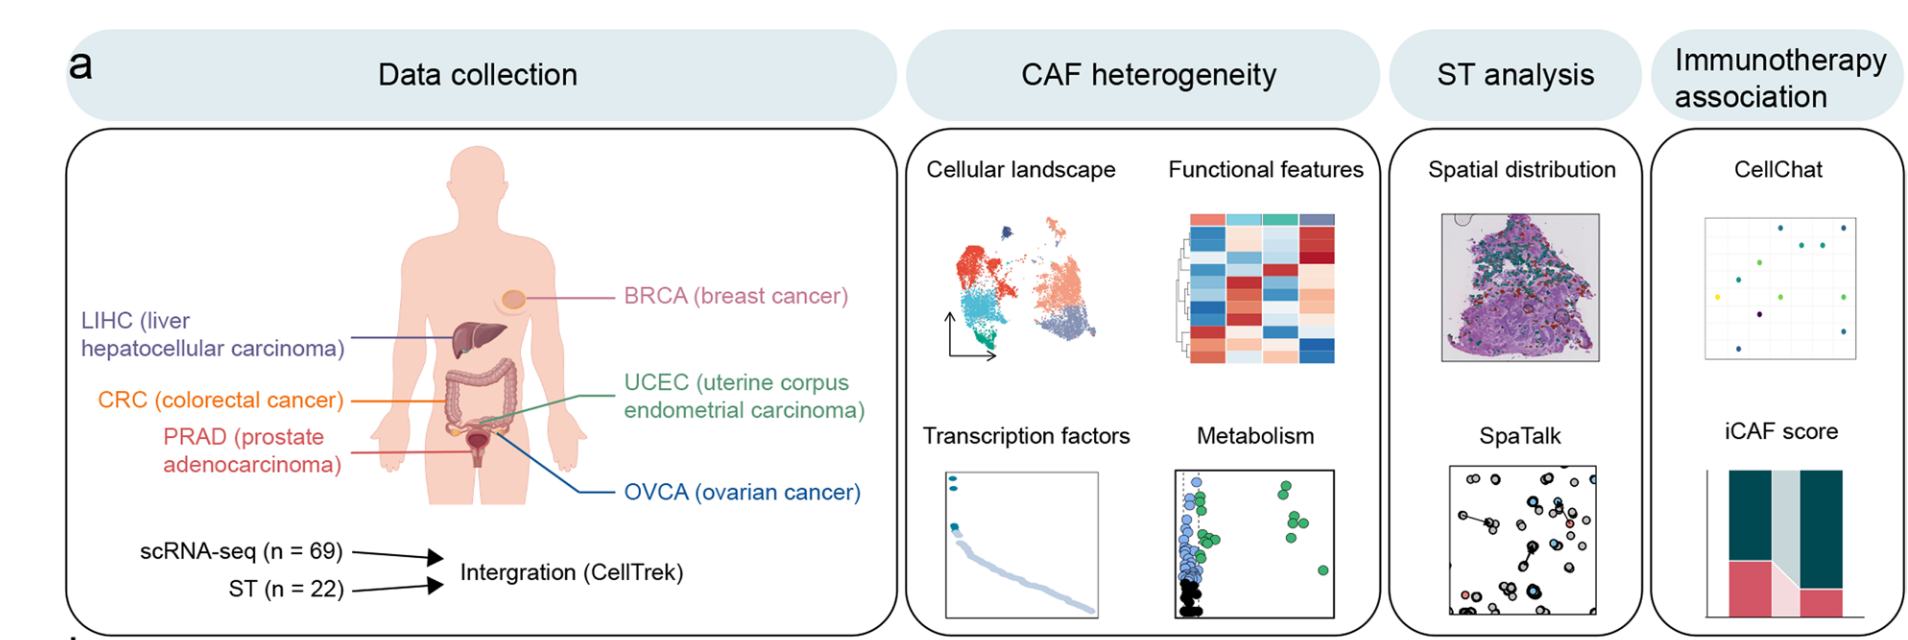 a
Data collection
CAF heterogeneity
ST analysis
Immunotherapy
association
LIHC (liver
hepatocellular carcinoma)
CRC (colorectal cancer)
PRAD (prostate
adenocarcinoma)
BRCA (breast cancer)
UCEC (uterine corpus
endometrial carcinoma)
OVCA (ovarian cancer)
scRNA-seq (n = 69)
ST (n = 22)
Intergration (CellTrek)
Cellular landscape
Functional features
Transcription factors
Metabolism
Spatial distribution
SpaTalk
CellChat
iCAF score